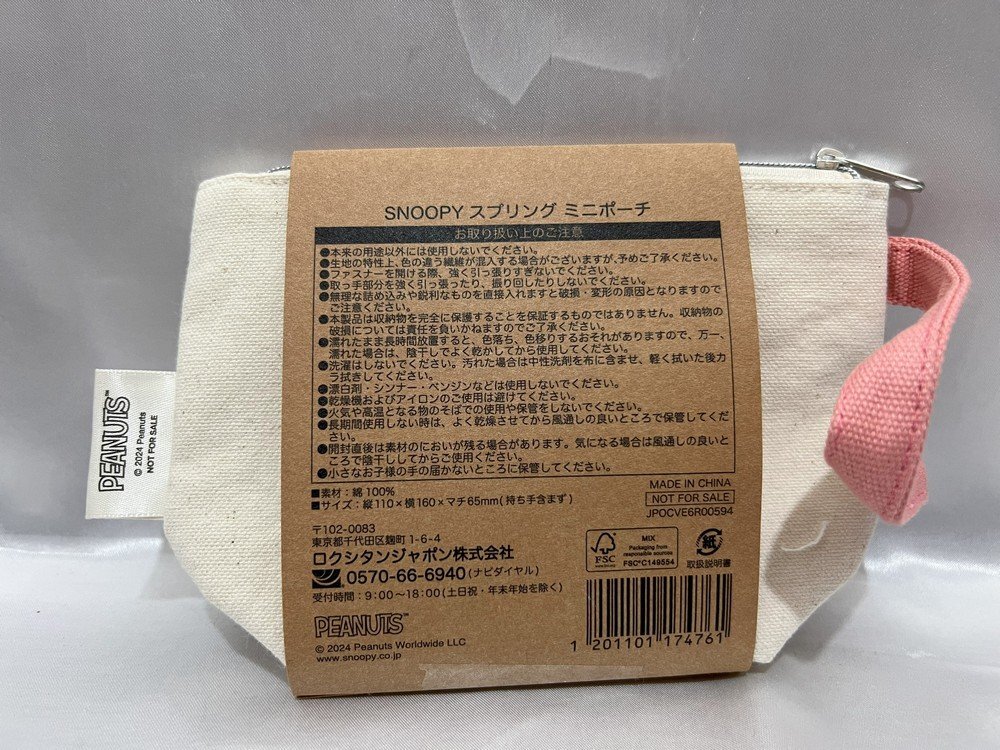 SNOOPY スプリング ミニポーチ
お取り扱い上のご注意
●本来の用途以外には使用しないでください。
●生地の特性上、色の違う繊維が混入する場合がございますが、予めご了承ください。
●ファスナーを開ける際、強く引っ張りすぎないでください。
●取っ手部分を強く引っ張ったり、振り回したりしないでください。
●無理な詰め込みや鋭利なものを直接入れますと破損・変形の原因となりますので
ご注意ください。
●本製品は収納物を完全に保護することを保証するものではありません。収納物の
破損については責任を負いかねますのでご了承ください。
●濡れたまま長時間放置すると、色落ち、色移りするおそれがありますので、万一、
濡れた場合は、陰干しでよく乾かしてから使用してください。
●洗濯はしないでください。汚れた場合は中性洗剤を布に含ませ、軽く拭いた後カ
ラ拭きしてください。
●漂白剤・シンナー・ベンジンなどは使用しないでください。
●乾燥機およびアイロンのご使用は避けてください。
●火気や高温となる物のそばでの使用や保管をしないでください。
●長期間使用しない時は、よく乾燥させてから風通しの良いところで保管してくだ
さい。
●開封直後は素材のにおいが残る場合があります。気になる場合は風通しの良いと
ころで陰干ししてからご使用ください。
●小さなお子様の手の届かないところに保管してください。
■素材：綿 100%
■サイズ：縦110×横160×マチ65mm(持ち手含まず)
MADE IN CHINA
NOT FOR SALE
JPOCVE6R00594
〒102-0083
東京都千代田区麹町 1-6-4
ロクシタンジャポン株式会社
0570-66-6940 (ナビダイヤル)
受付時間：9:00～18:00(土日祝・年末年始を除く)
PEANUTS™
© 2024 Peanuts Worldwide LLC
www.snoopy.co.jp
FSC
MIX
Packaging from
responsible sources
FSC® C149554
紙
取扱説明書
1 201101 174761
PEANUTS™
© 2024 Peanuts
NOT FOR SALE